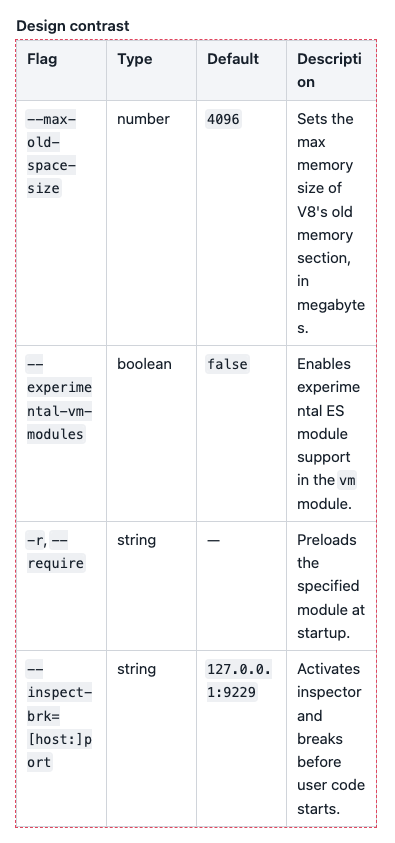 Design contrast
Flag Type Default Descripti
on
--max- number 4096 Sets the
old- max
space- memory
size size of
V8's old
memory
section,
in
megabyte
s.
-- boolean false Enables
experime experime
ntal-vm- ntal ES
modules module
support
in the vm
module.
-r, -- string — Preloads
require the
specified
module at
startup.
-- string 127.0.0. Activates
inspect- 1:9229 inspector
brk= and
[host:]p breaks
ort before
user code
starts.